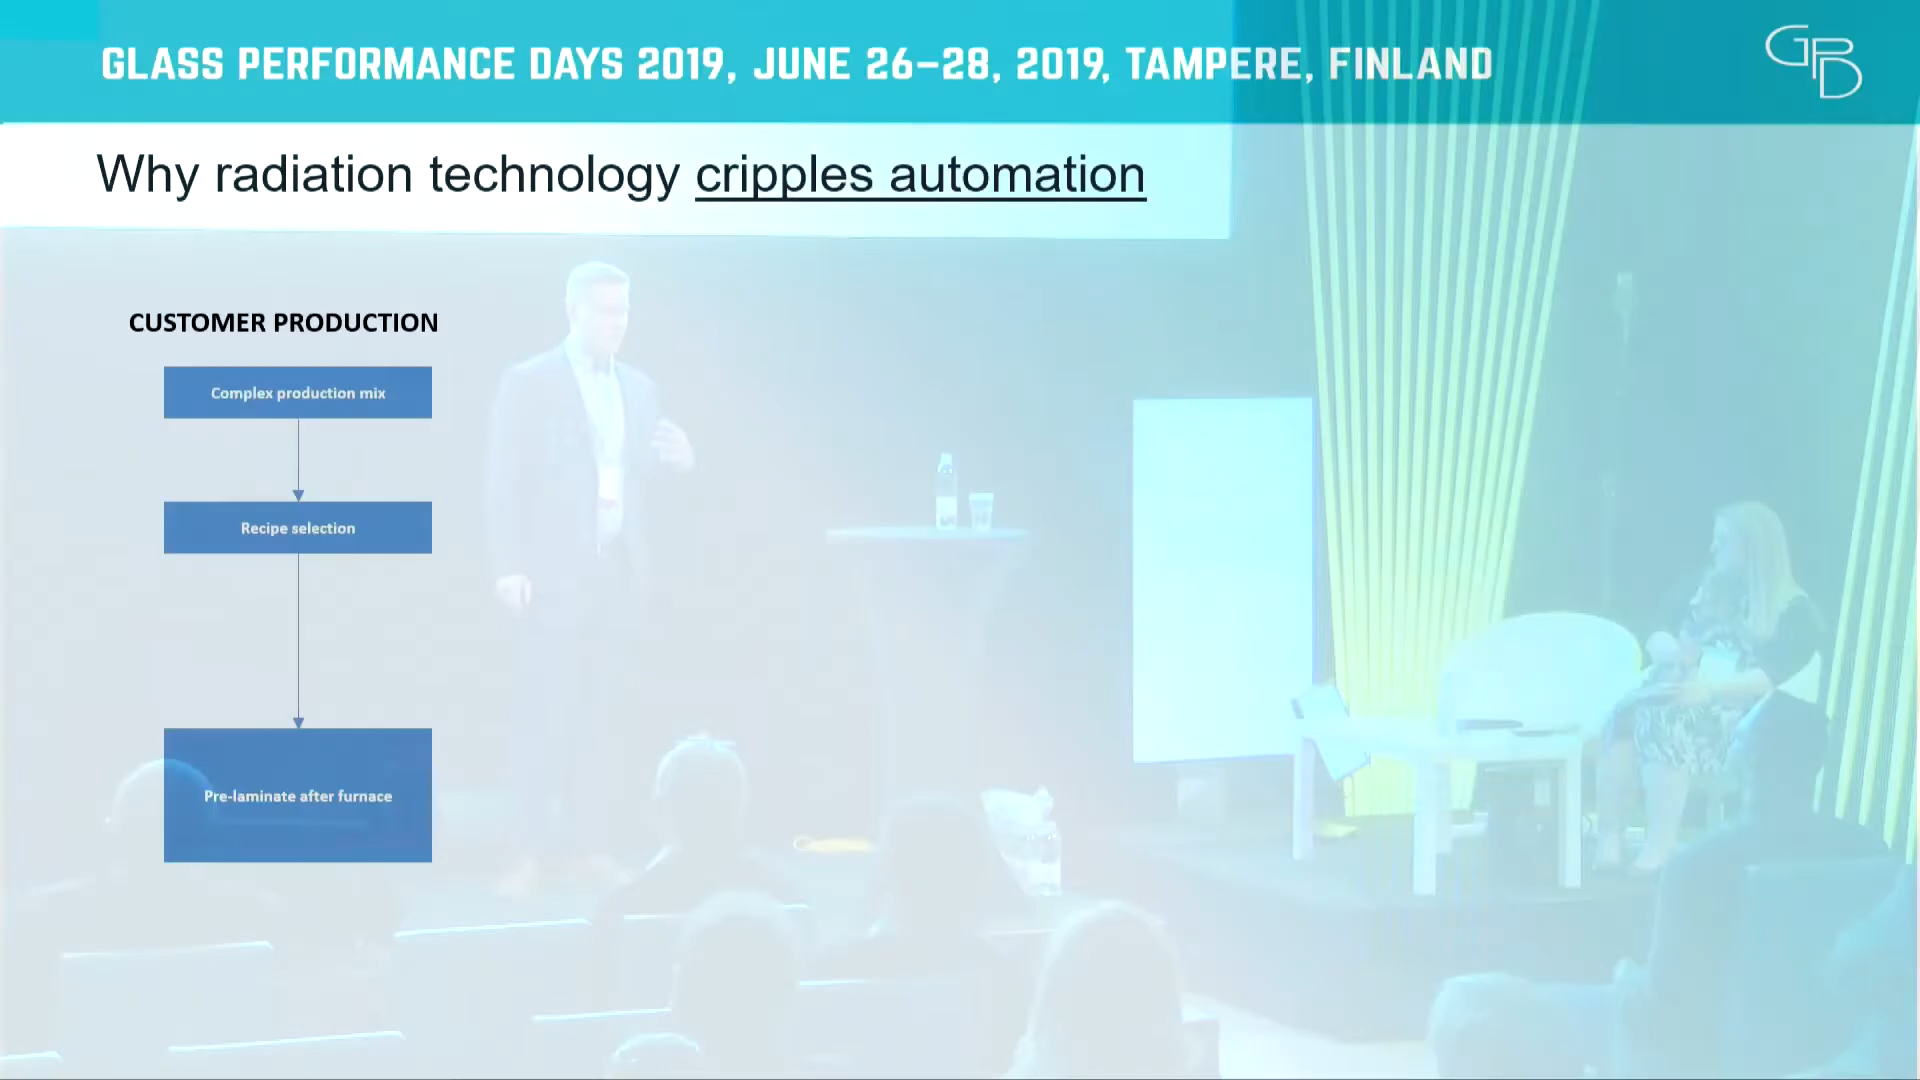 GLASS PERFORMANCE DAYS 2019, JUNE 26–28, 2019, TAMPERE, FINLAND
GPD
Why radiation technology cripples automation
CUSTOMER PRODUCTION
Complex production mix
Recipe selection
Pre-laminate after furnace